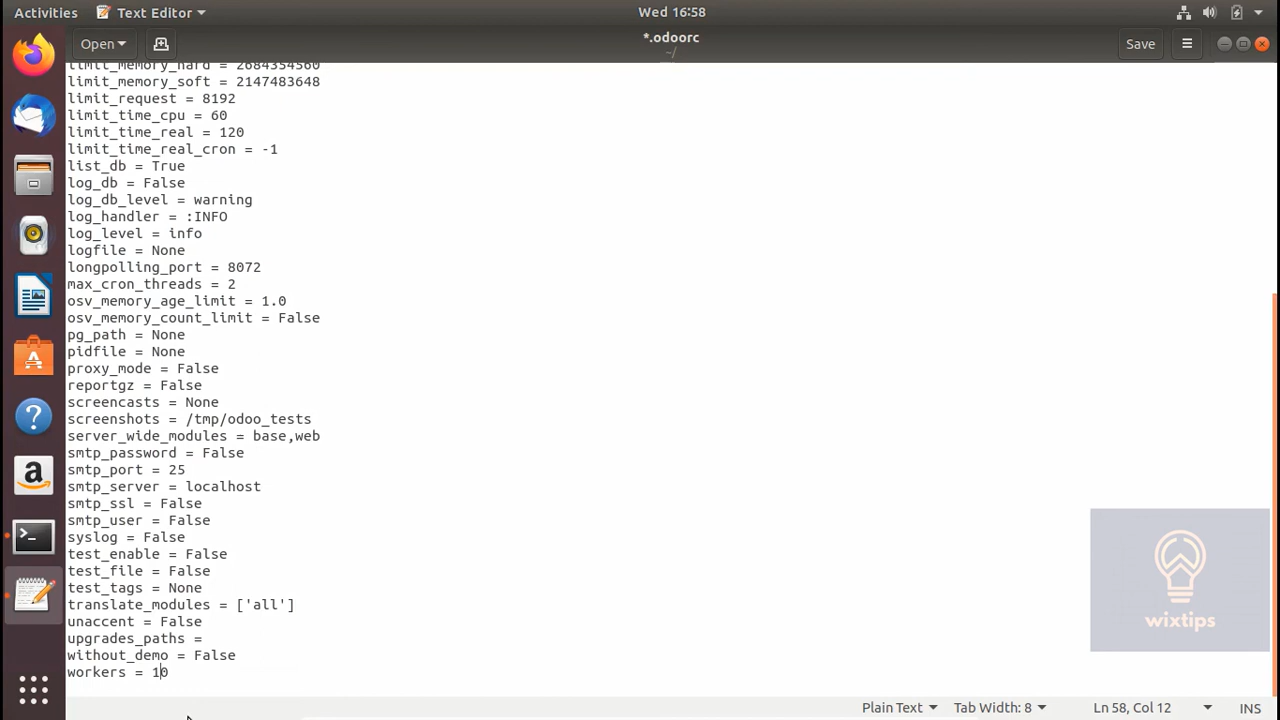 Activities
Text Editor
Wed 16:58
Open
*.odoorc
~/
Save
limit_memory_hard = 2684354560
limit_memory_soft = 2147483648
limit_request = 8192
limit_time_cpu = 60
limit_time_real = 120
limit_time_real_cron = -1
list_db = True
log_db = False
log_db_level = warning
log_handler = :INFO
log_level = info
logfile = None
longpolling_port = 8072
max_cron_threads = 2
osv_memory_age_limit = 1.0
osv_memory_count_limit = False
pg_path = None
pidfile = None
proxy_mode = False
reportgz = False
screencasts = None
screenshots = /tmp/odoo_tests
server_wide_modules = base,web
smtp_password = False
smtp_port = 25
smtp_server = localhost
smtp_ssl = False
smtp_user = False
syslog = False
test_enable = False
test_file = False
test_tags = None
translate_modules = ['all']
unaccent = False
upgrades_paths =
without_demo = False
workers = 10
wixtips
Plain Text
Tab Width: 8
Ln 58, Col 12
INS